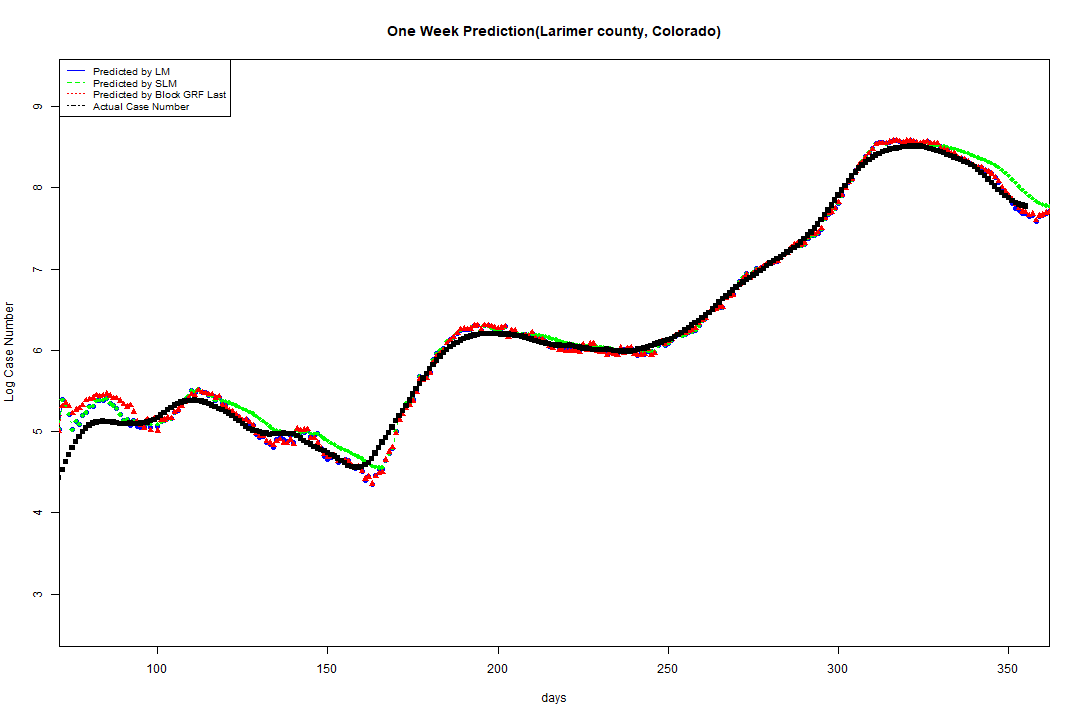 One Week Prediction(Larimer county, Colorado)
Predicted by LM
Predicted by SLM
Predicted by Block GRF Last
Actual Case Number
9
8
7
6
5
4
3
Log Case Number
100 150 200 250 300 350
days